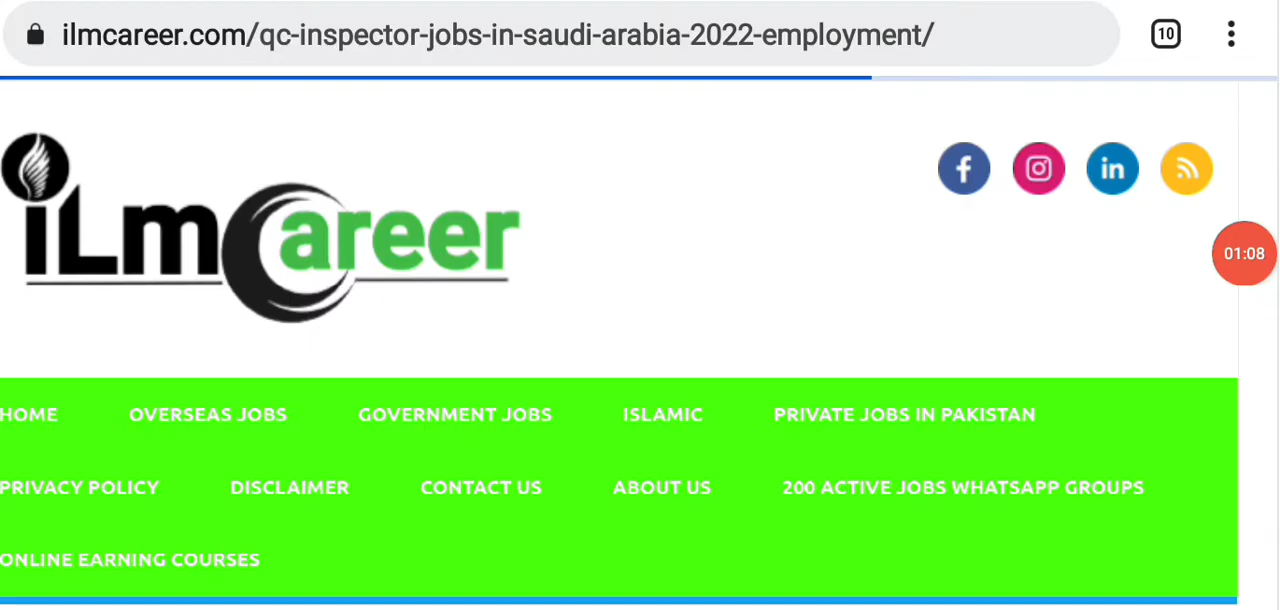 ilmcareer.com/qc-inspector-jobs-in-saudi-arabia-2022-employment/
10
iLmCareer
f
in
01:08
HOME OVERSEAS JOBS GOVERNMENT JOBS ISLAMIC PRIVATE JOBS IN PAKISTAN
PRIVACY POLICY DISCLAIMER CONTACT US ABOUT US 200 ACTIVE JOBS WHATSAPP GROUPS
ONLINE EARNING COURSES